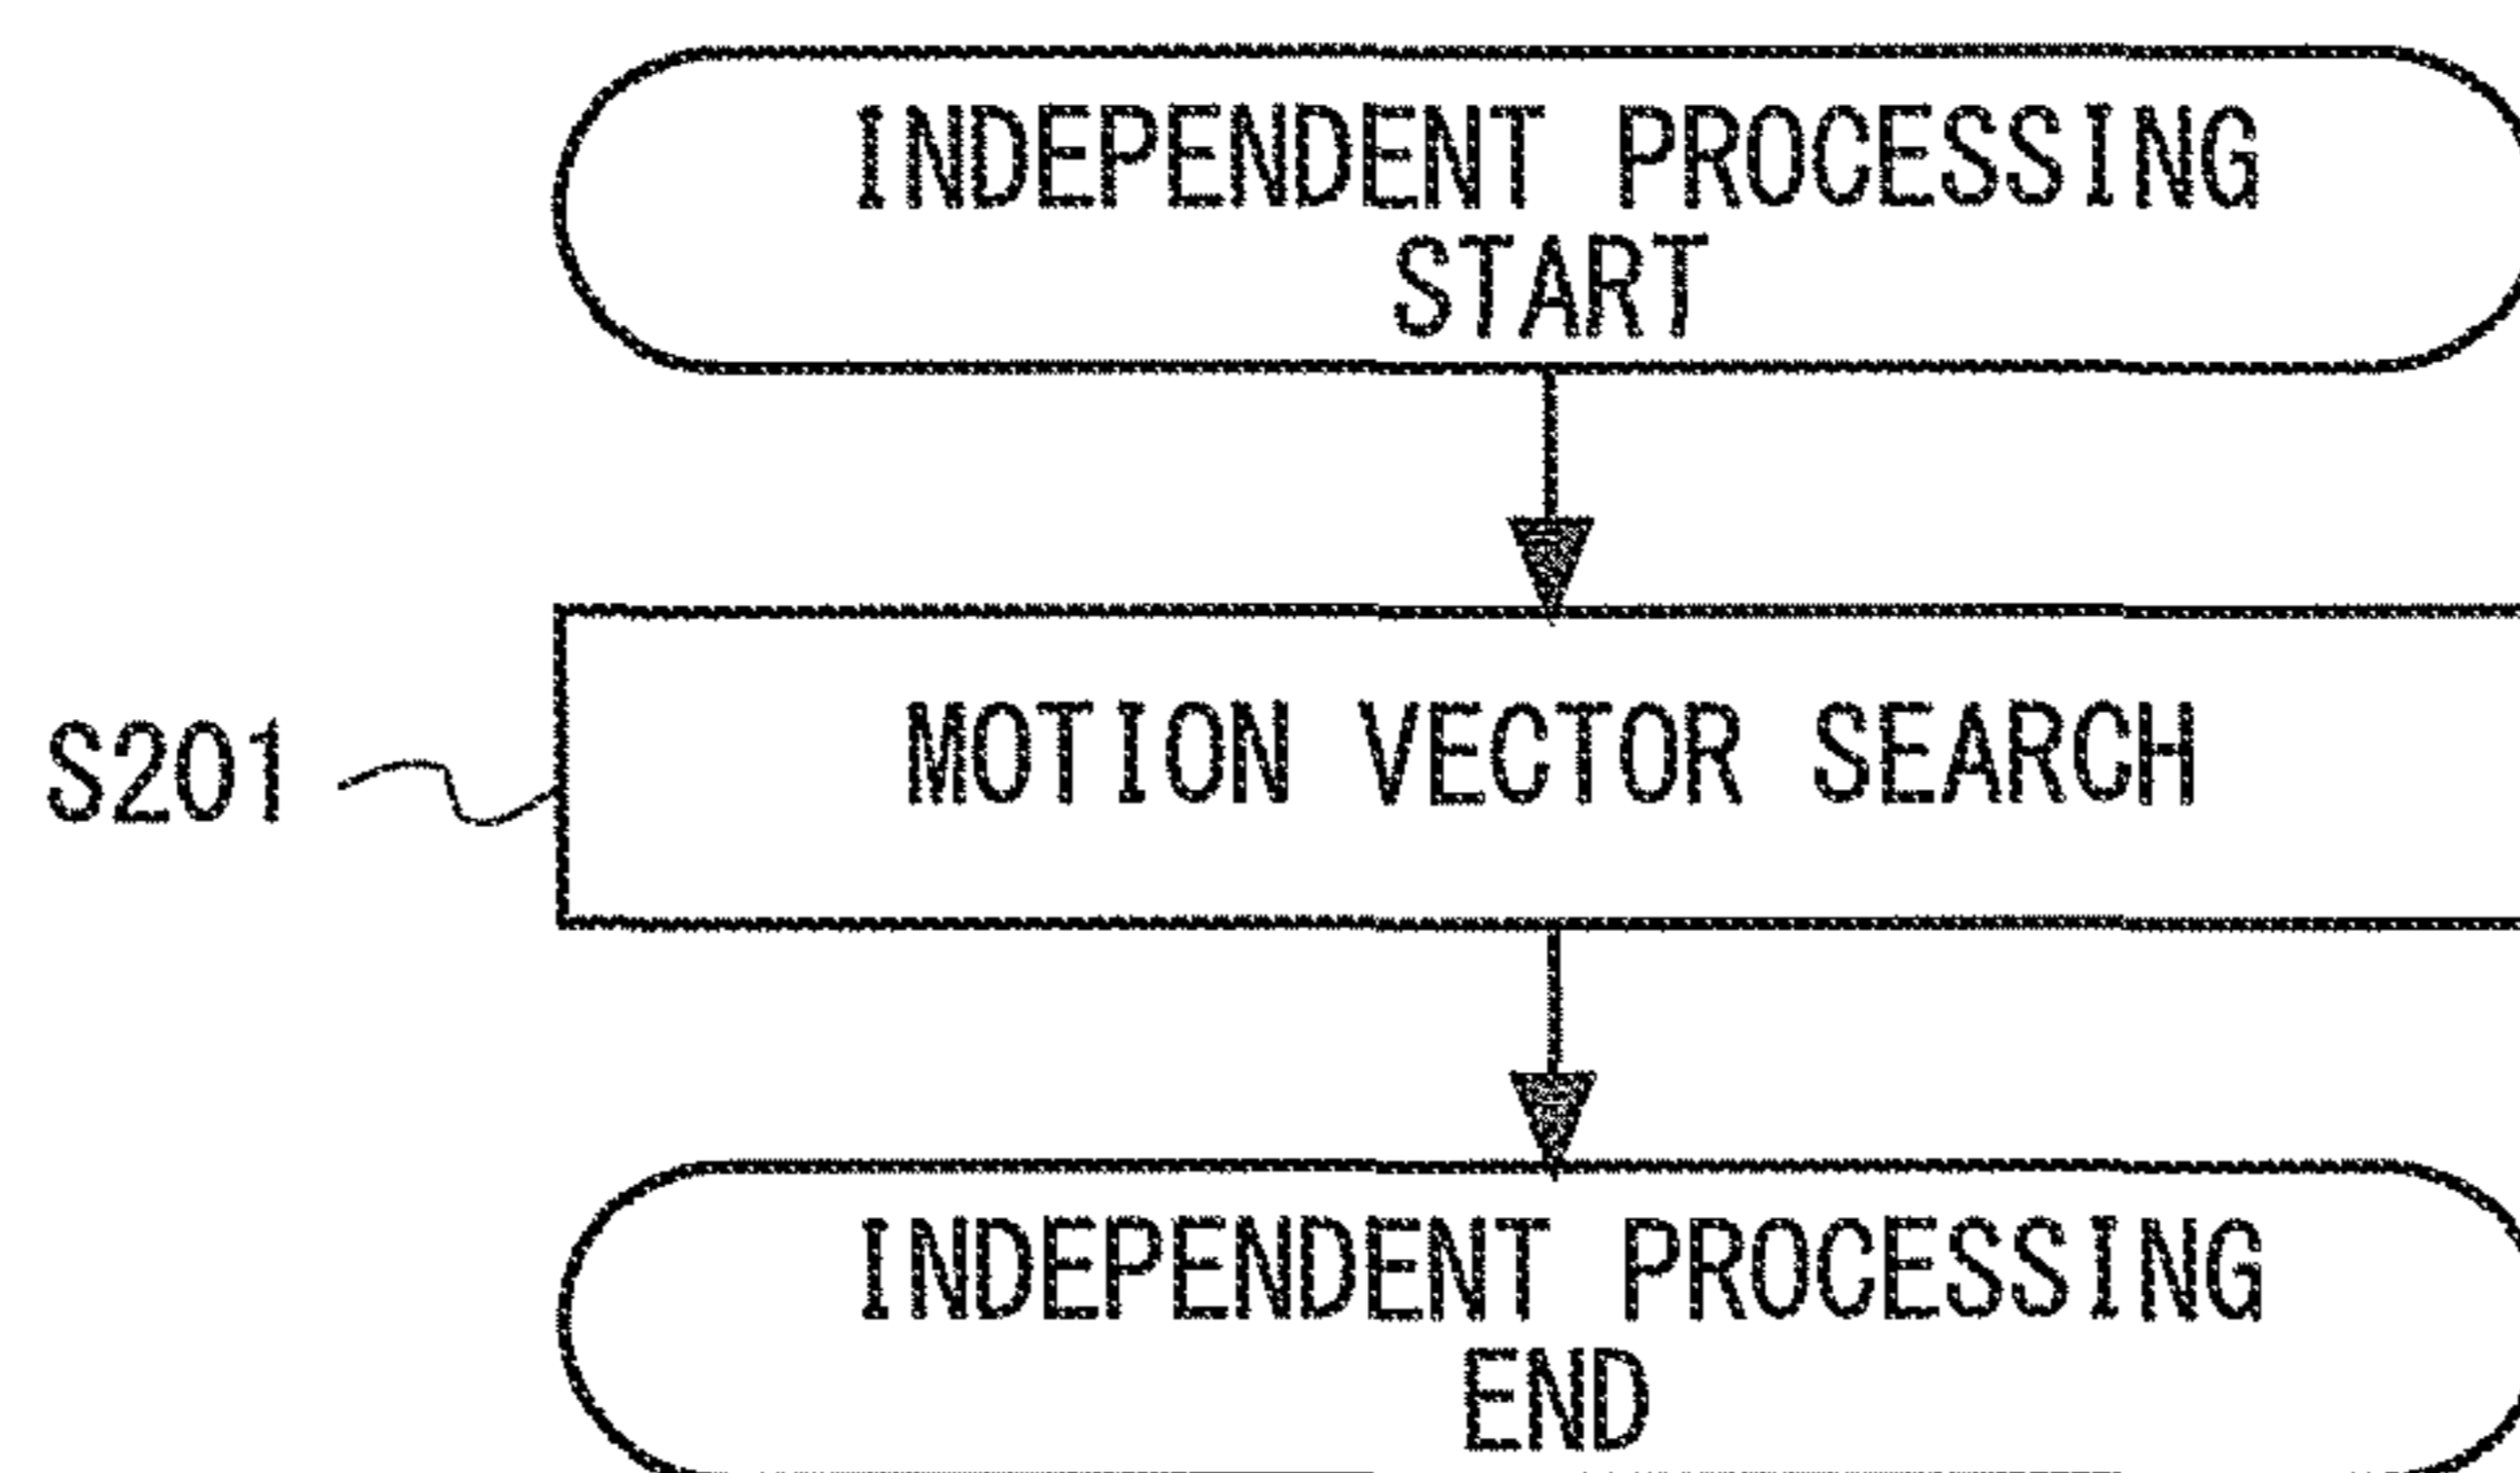 INDEPENDENT PROCESSING
START
S201
MOTION VECTOR SEARCH
INDEPENDENT PROCESSING
END